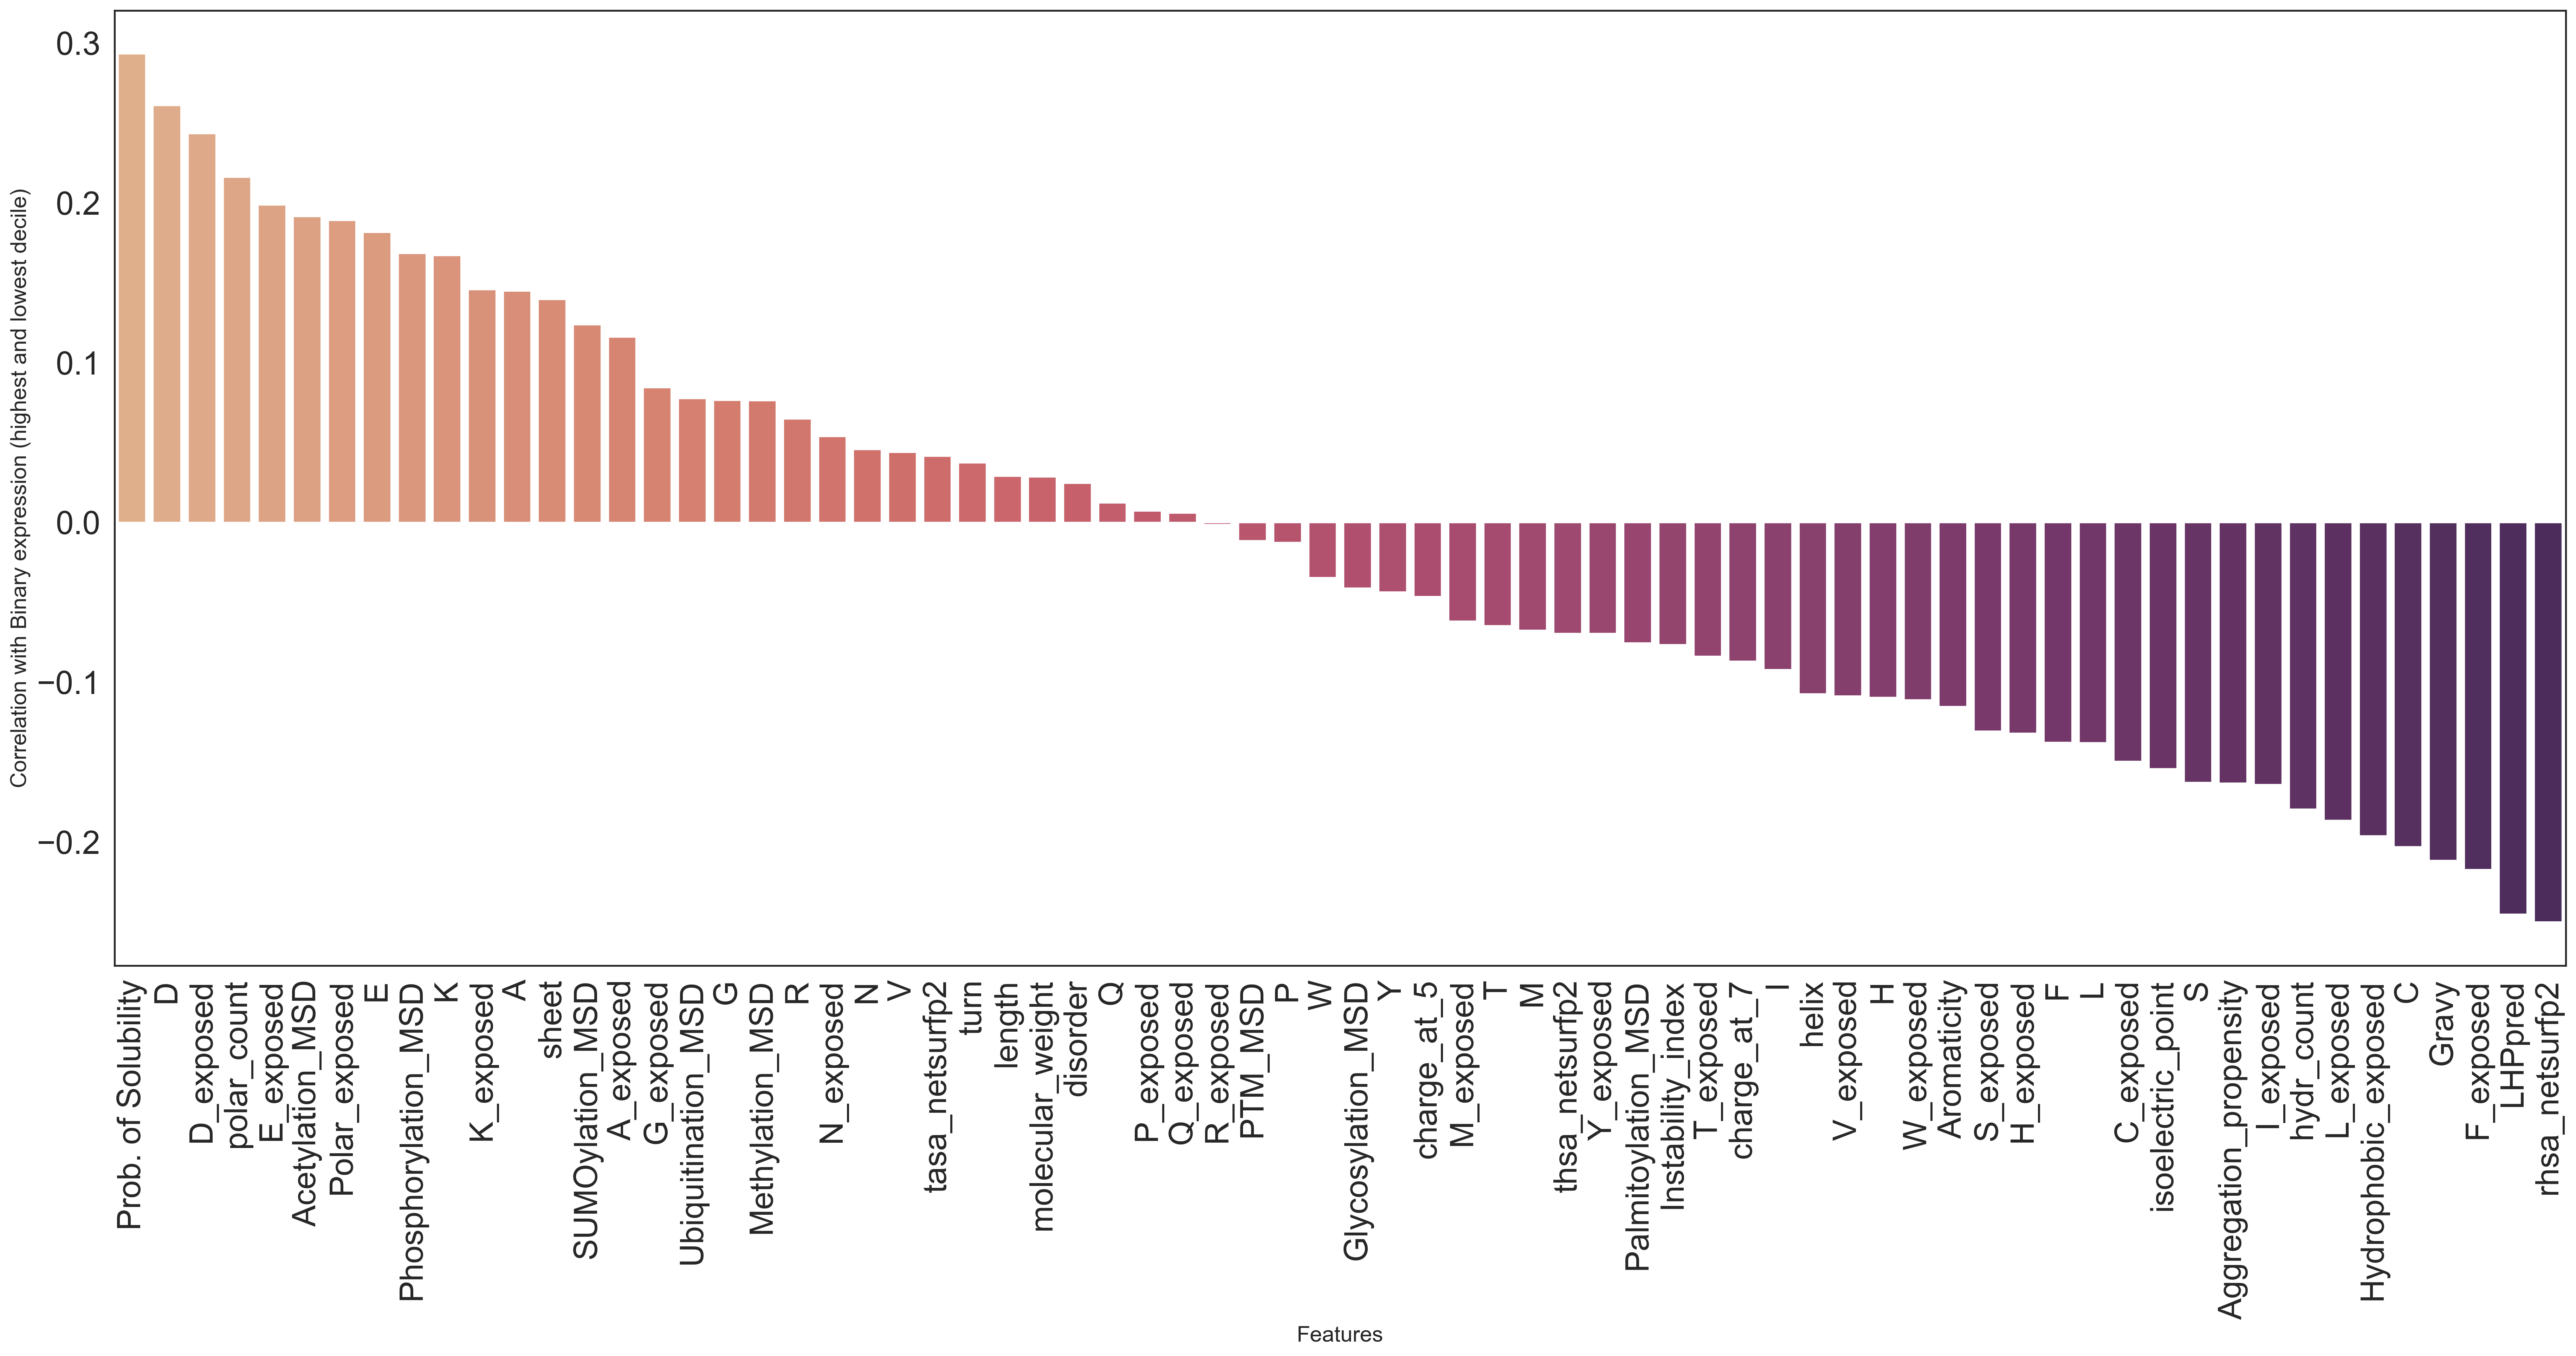 Correlation with Binary expression (highest and lowest decile)
0.3
0.2
0.1
0.0
−0.1
−0.2
Prob. of Solubility
D
D_exposed
polar_count
E_exposed
Acetylation_MSD
Polar_exposed
E
Phosphorylation_MSD
K
K_exposed
A
sheet
SUMOylation_MSD
A_exposed
G_exposed
Ubiquitination_MSD
G
Methylation_MSD
R
N_exposed
N
V
tasa_netsurfp2
turn
length
molecular_weight
disorder
Q
P_exposed
Q_exposed
R_exposed
PTM_MSD
P
W
Glycosylation_MSD
Y
charge_at_5
M_exposed
T
M
thsa_netsurfp2
Y_exposed
Palmitoylation_MSD
Instability_index
T_exposed
charge_at_7
I
helix
V_exposed
H
W_exposed
Aromaticity
S_exposed
H_exposed
F
L
C_exposed
isoelectric_point
S
Aggregation_propensity
I_exposed
hydr_count
L_exposed
Hydrophobic_exposed
C
Gravy
F_exposed
LHPpred
rhsa_netsurfp2
Features